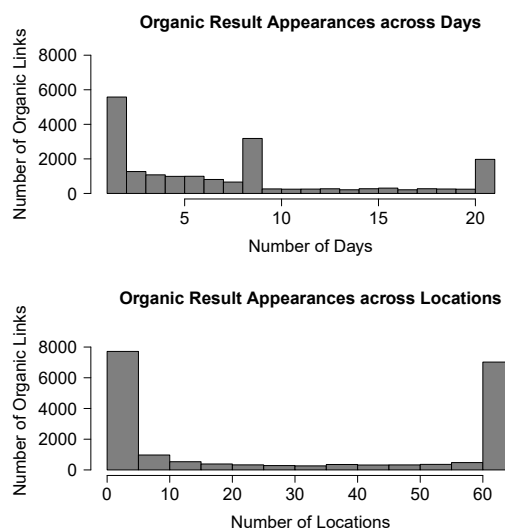 Organic Result Appearances across Days
Number of Organic Links
8000
6000
4000
2000
0
5 10 15 20
Number of Days
Organic Result Appearances across Locations
Number of Organic Links
8000
6000
4000
2000
0
0 10 20 30 40 50 60
Number of Locations